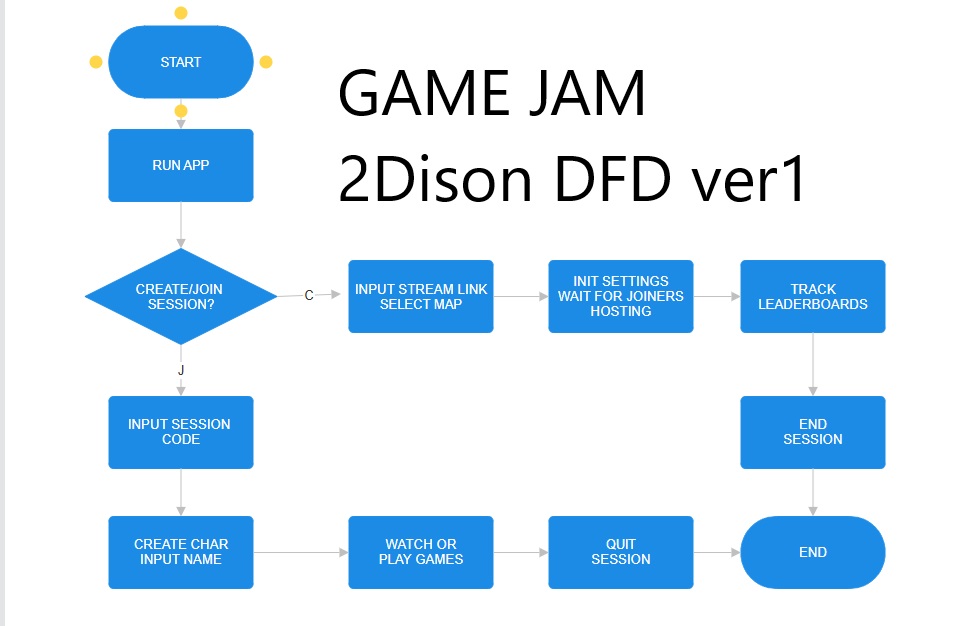 START
GAME JAM
2Dison DFD ver1
RUN APP
CREATE/JOIN
SESSION?
C
INPUT STREAM LINK
SELECT MAP
INIT SETTINGS
WAIT FOR JOINERS
HOSTING
TRACK
LEADERBOARDS
J
INPUT SESSION
CODE
END
SESSION
CREATE CHAR
INPUT NAME
WATCH OR
PLAY GAMES
QUIT
SESSION
END